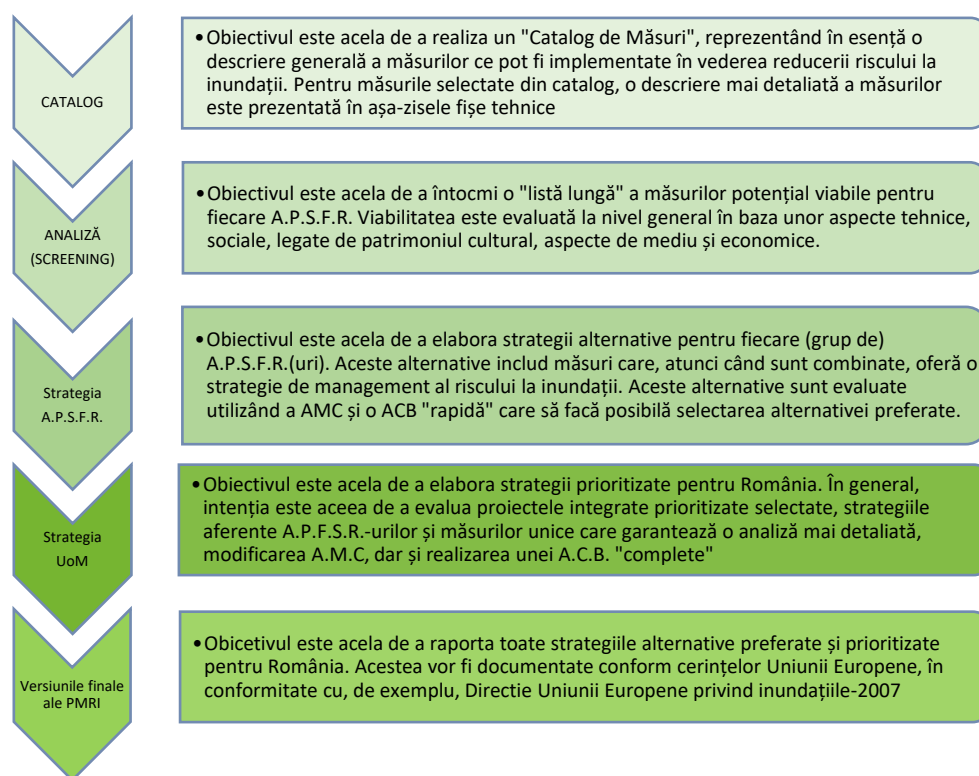 CATALOG
•Obiectivul este acela de a realiza un "Catalog de Măsuri", reprezentând în esență o
descriere generală a măsurilor ce pot fi implementate în vederea reducerii riscului la
inundații. Pentru măsurile selectate din catalog, o descriere mai detaliată a măsurilor
este prezentată în așa-zisele fișe tehnice
ANALIZĂ
(SCREENING)
•Obiectivul este acela de a întocmi o "listă lungă" a măsurilor potențial viabile pentru
fiecare A.P.S.F.R. Viabilitatea este evaluată la nivel general în baza unor aspecte tehnice,
sociale, legate de patrimoniul cultural, aspecte de mediu și economice.
Strategia
A.P.S.F.R.
•Obiectivul este acela de a elabora strategii alternative pentru fiecare (grup de)
A.P.S.F.R.(uri). Aceste alternative includ măsuri care, atunci când sunt combinate, oferă o
strategie de management al riscului la inundații. Aceste alternative sunt evaluate
utilizând a AMC și o ACB "rapidă" care să facă posibilă selectarea alternativei preferate.
Strategia
UoM
•Obiectivul este acela de a elabora strategii prioritizate pentru România. În general,
intenția este aceea de a evalua proiectele integrate prioritizate selectate, strategiile
aferente A.P.F.S.R.-urilor și măsurilor unice care garantează o analiză mai detaliată,
modificarea A.M.C, dar și realizarea unei A.C.B. "complete"
Versiunile finale
ale PMRI
•Obicetivul este acela de a raporta toate strategiile alternative preferate și prioritizate
pentru România. Acestea vor fi documentate conform cerințelor Uniunii Europene, în
conformitate cu, de exemplu, Directie Uniunii Europene privind inundațiile-2007